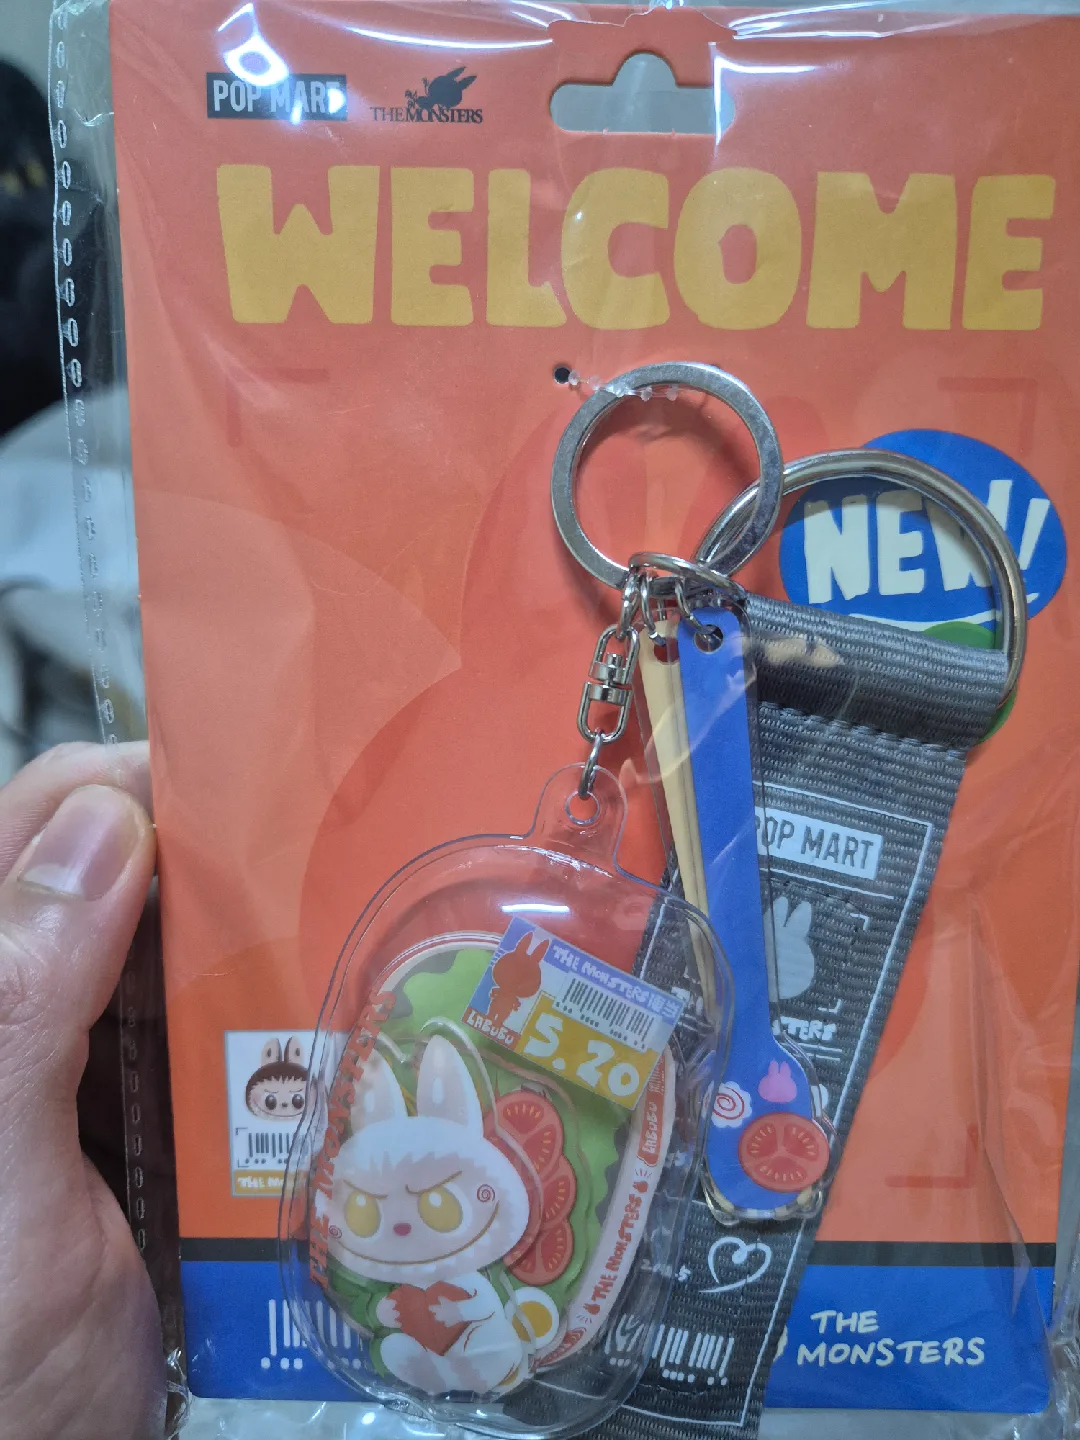 POP MART
THE MONSTERS
WELCOME
NEW!
POP MART
THE MONSTERS
LABUBU
5.20
THE MONSTERS
LABUBU
THE MONSTERS
THE
MONSTERS